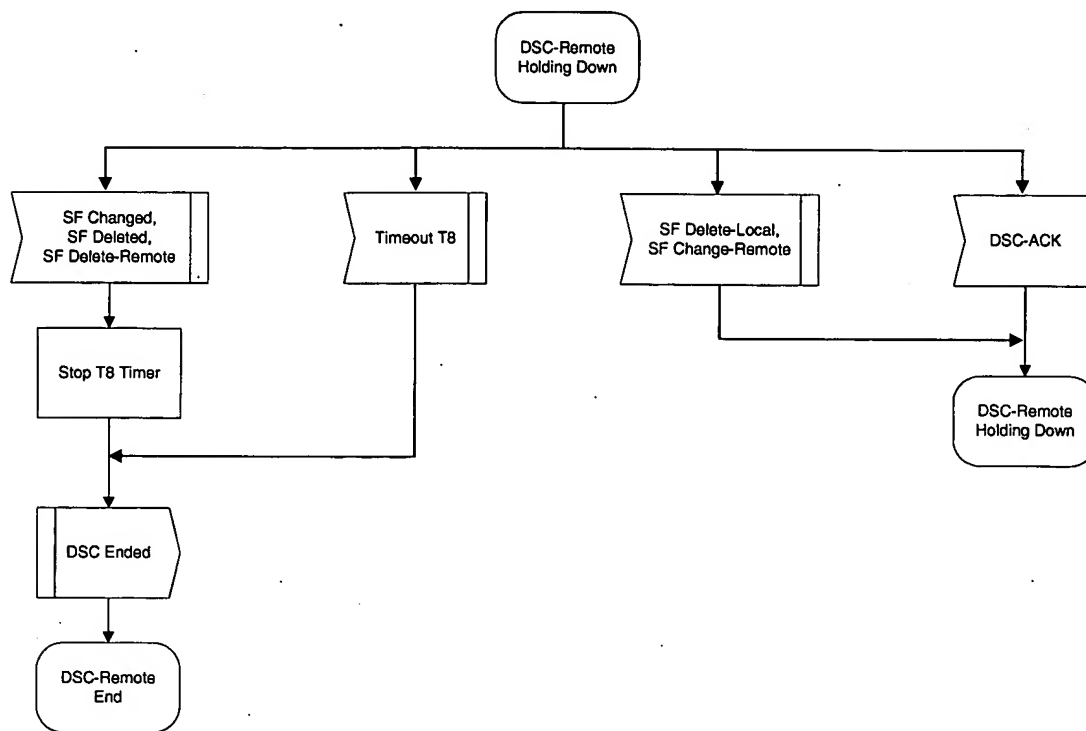 DSC-Remote
Holding Down
SF Changed,
SF Deleted,
SF Delete-Remote
Timeout T8
SF Delete-Local,
SF Change-Remote
DSC-ACK
Stop T8 Timer
DSC-Remote
Holding Down
DSC Ended
DSC-Remote
End